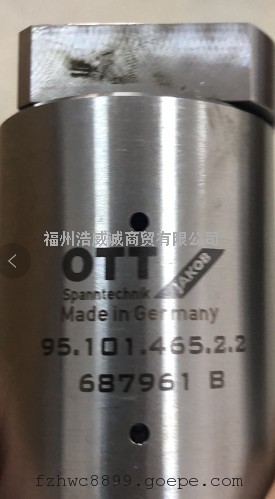 福州浩威诚商贸有限公司
OTT
JAKOB
Spanntechnik
Made in Germany
95.101.465.2.2
687961 B
fzhwc8899.goepe.com